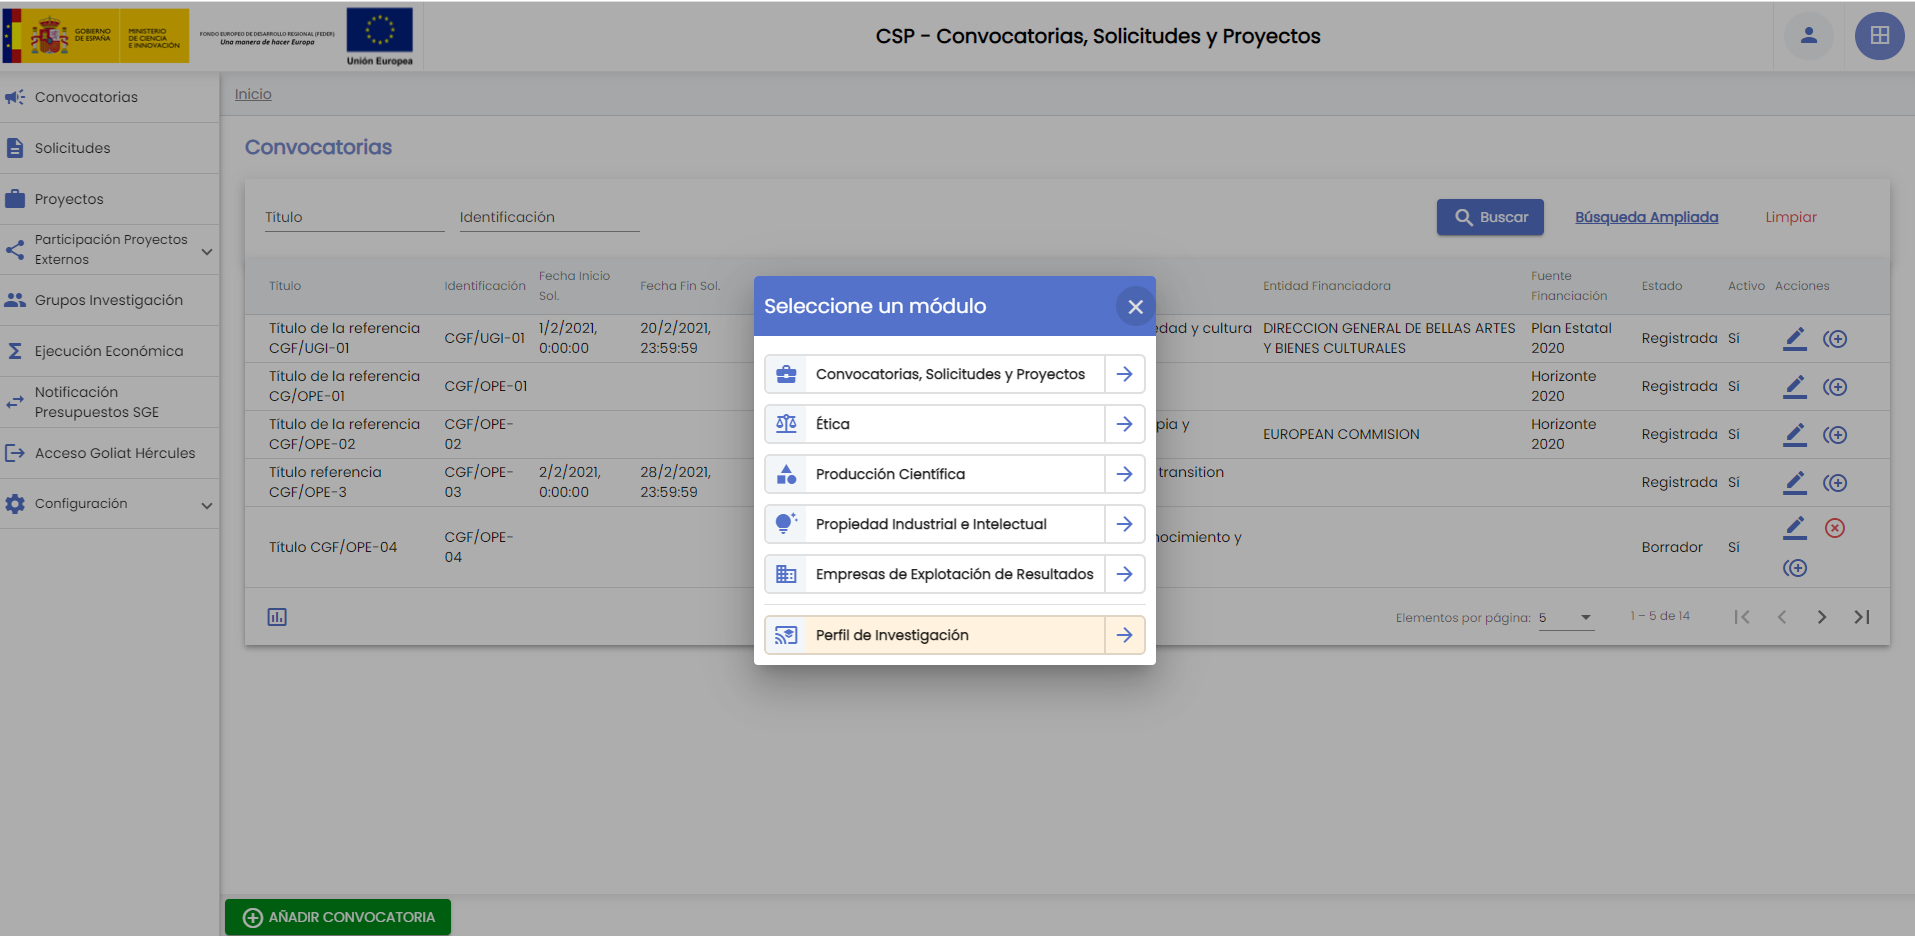 GOBIERNO
DE ESPAÑA
MINISTERIO
DE CIENCIA
E INNOVACIÓN
FONDO EUROPEO DE DESARROLLO REGIONAL (FEDER)
Una manera de hacer Europa
Unión Europea
CSP - Convocatorias, Solicitudes y Proyectos
Convocatorias
Solicitudes
Proyectos
Participación Proyectos
Externos
Grupos Investigación
Ejecución Económica
Notificación
Presupuestos SGE
Acceso Goliat Hércules
Configuración
Inicio
Convocatorias
Título
Identificación
Buscar
Búsqueda Ampliada
Limpiar
Título
Identificación
Fecha Inicio
Sol.
Fecha Fin Sol.
Entidad Financiadora
Fuente
Financiación
Estado
Activo
Acciones
Título de la referencia
CGF/UGI-01
CGF/UGI-01
1/2/2021,
0:00:00
20/2/2021,
23:59:59
edad y cultura
DIRECCION GENERAL DE BELLAS ARTES
Y BIENES CULTURALES
Plan Estatal
2020
Registrada
Sí
Título de la referencia
CG/OPE-01
CGF/OPE-01
Horizonte
2020
Registrada
Sí
Título de la referencia
CGF/OPE-02
CGF/OPE-
02
pia y
EUROPEAN COMMISION
Horizonte
2020
Registrada
Sí
Título referencia
CGF/OPE-3
CGF/OPE-
03
2/2/2021,
0:00:00
28/2/2021,
23:59:59
transition
Registrada
Sí
Título CGF/OPE-04
CGF/OPE-
04
nocimiento y
Borrador
Sí
Elementos por página:
5
1 – 5 de 14
Seleccione un módulo
Convocatorias, Solicitudes y Proyectos
Ética
Producción Científica
Propiedad Industrial e Intelectual
Empresas de Explotación de Resultados
Perfil de Investigación
AÑADIR CONVOCATORIA